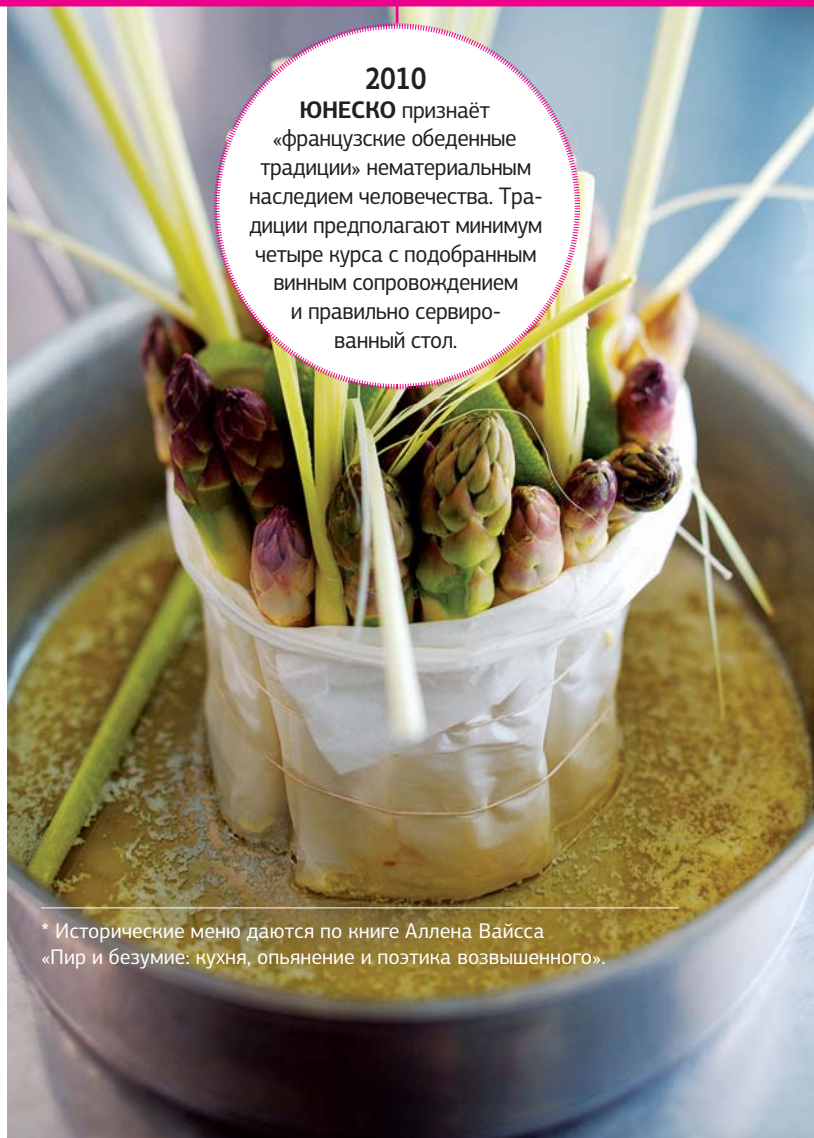 2010
ЮНЕСКО признаёт
«французские обеденные
традиции» нематериальным
наследием человечества. Тра-
диции предполагают минимум
четыре курса с подобранным
винным сопровождением
и правильно сервиро-
ванный стол.
* Исторические меню даются по книге Аллена Вайсса
«Пир и безумие: кухня, опьянение и поэтика возвышенного».